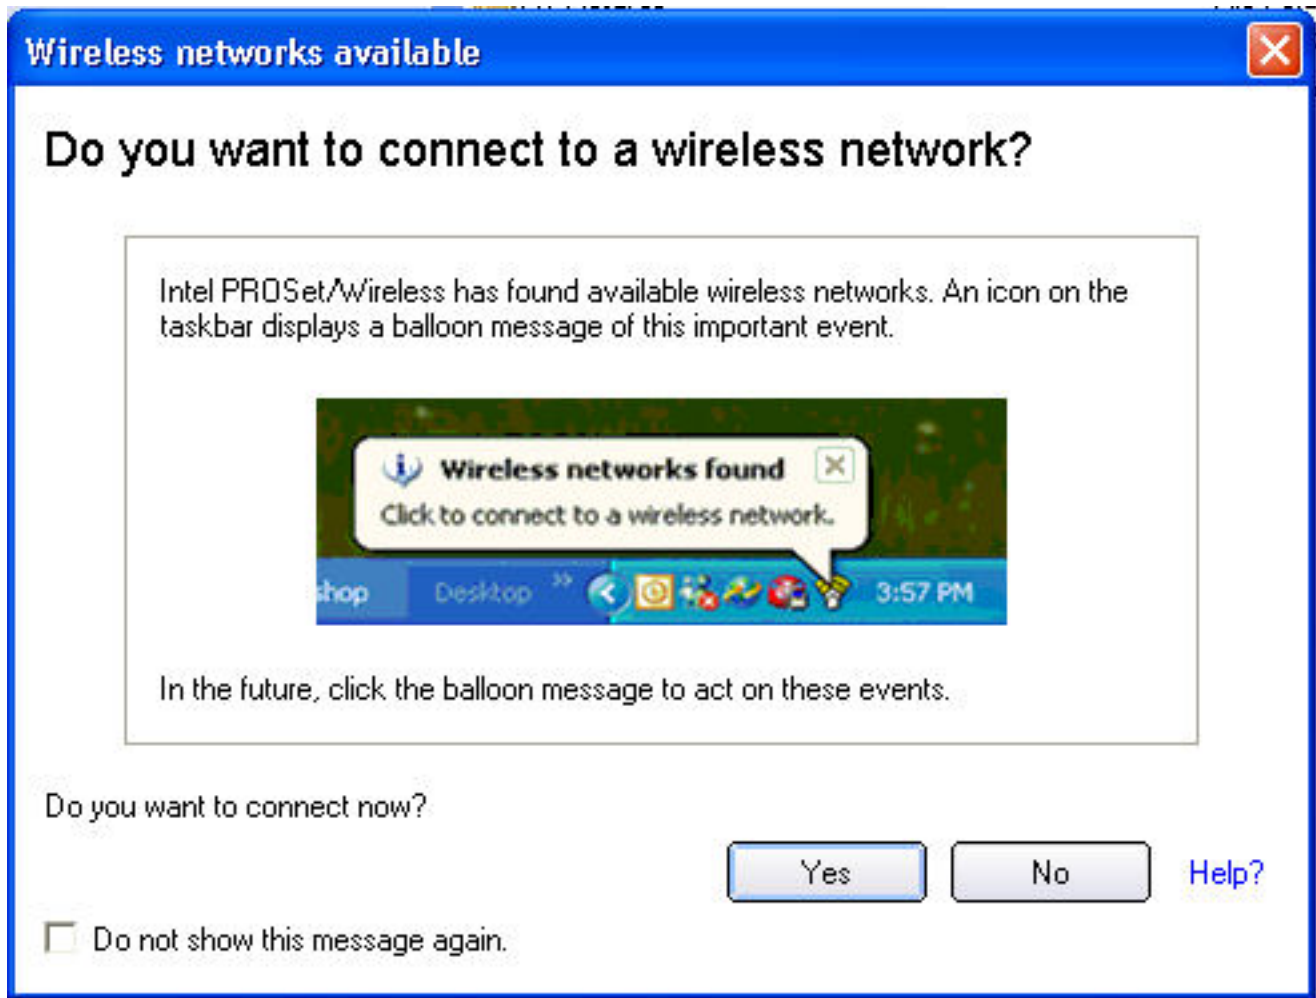 Wireless networks available
Do you want to connect to a wireless network?
Intel PROSet/Wireless has found available wireless networks. An icon on the
taskbar displays a balloon message of this important event.
Wireless networks found
Click to connect to a wireless network.
shop Desktop » 3:57 PM
In the future, click the balloon message to act on these events.
Do you want to connect now?
Yes No Help?
Do not show this message again.